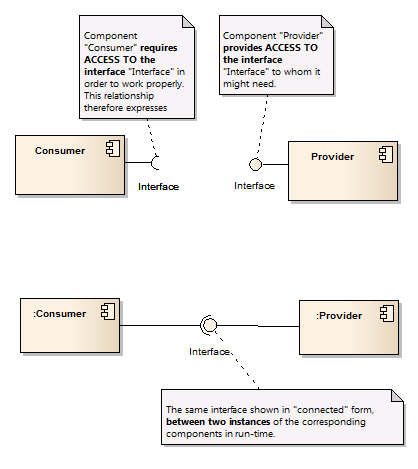 Component
"Consumer" requires
ACCESS TO the
interface "Interface" in
order to work properly.
This relationship
therefore expresses
Component "Provider"
provides ACCESS TO
the interface
"Interface" to whom it
might need.
Consumer
Interface
Interface
Provider
:Consumer
Interface
:Provider
The same interface shown in "connected" form,
between two instances of the corresponding
components in run-time.